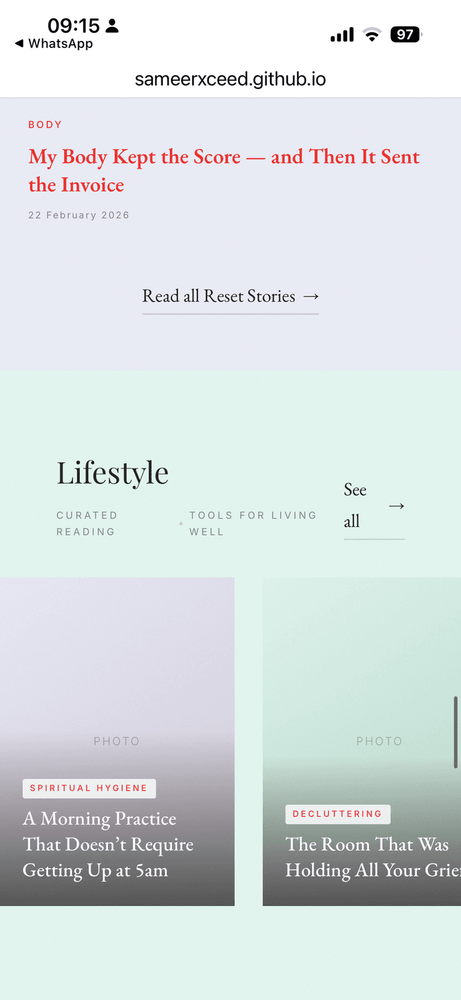 09:15
WhatsApp
97
sameerxceed.github.io
BODY
My Body Kept the Score — and Then It Sent
the Invoice
22 February 2026
Read all Reset Stories →
Lifestyle
CURATED
READING
• TOOLS FOR LIVING
WELL
See
all →
PHOTO
SPIRITUAL HYGIENE
A Morning Practice
That Doesn’t Require
Getting Up at 5am
PHOTO
DECLUTTERING
The Room That Was
Holding All Your Grie